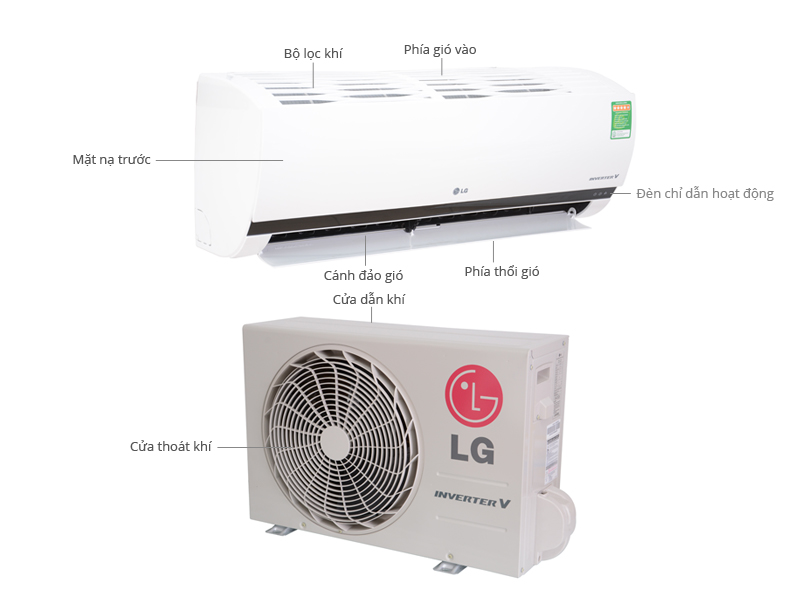 Bộ lọc khí
Phía gió vào
Mặt nạ trước
LG
INVERTER V
Đèn chỉ dẫn hoạt động
Cánh đảo gió
Phía thổi gió
Cửa dẫn khí
Cửa thoát khí
LG
LG
INVERTER V